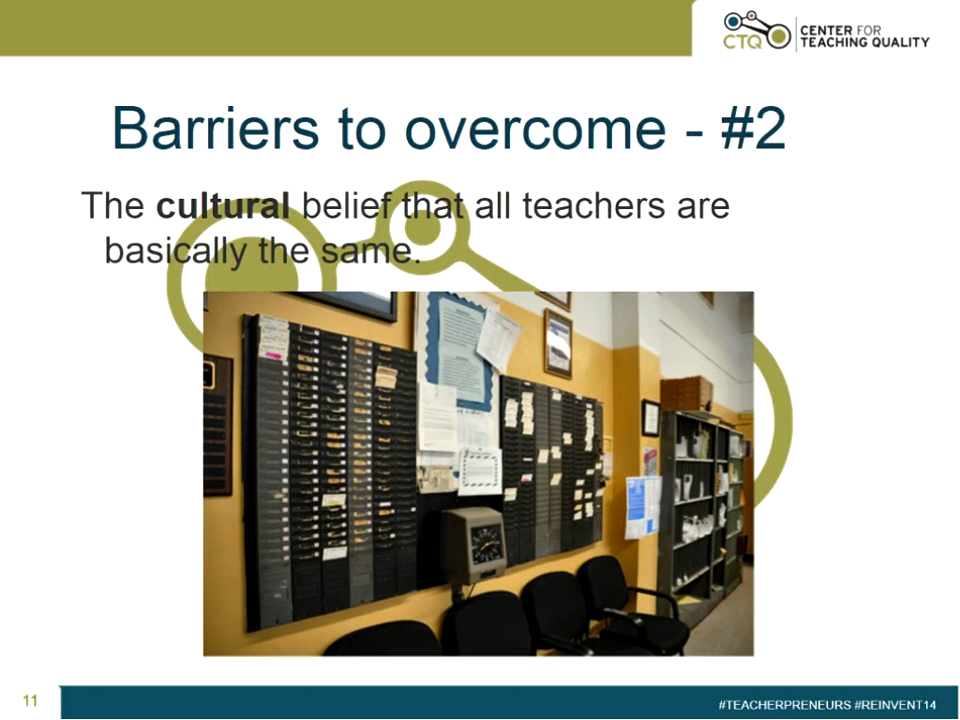 CTQ
CENTER FOR
TEACHING QUALITY
Barriers to overcome - #2
The cultural belief that all teachers are
basically the same.
11
#TEACHERPRENEURS #REINVENT14